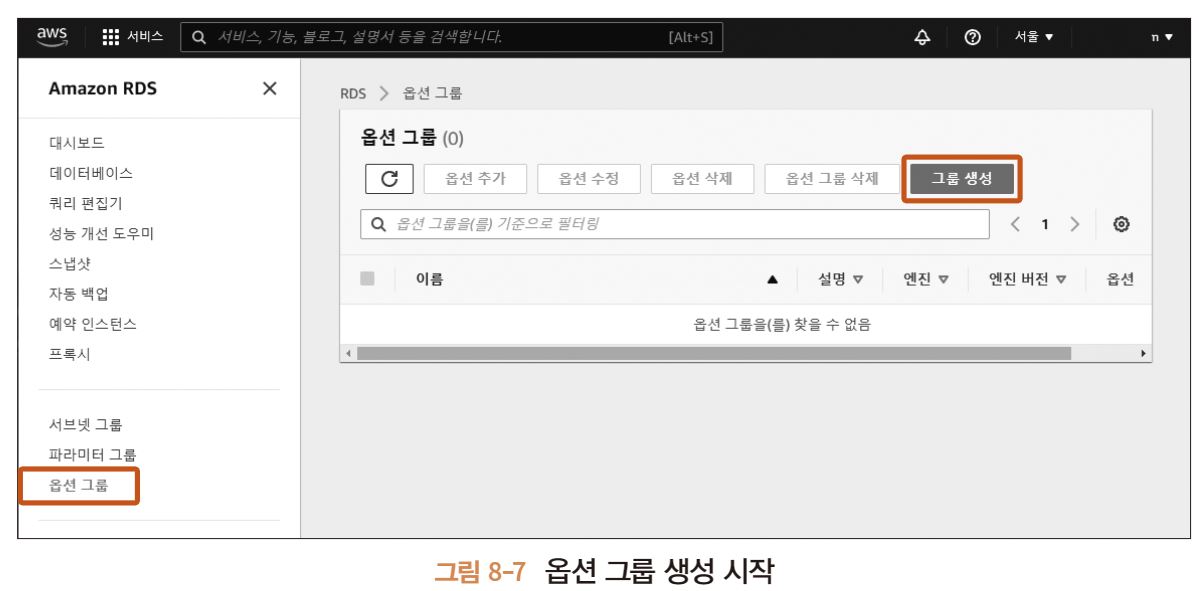 aws 서비스 서비스, 기능, 블로그, 설명서 등을 검색합니다. [Alt+S] 서울 ▼ n ▼
Amazon RDS
대시보드
데이터베이스
쿼리 편집기
성능 개선 도우미
스냅샷
자동 백업
예약 인스턴스
프록시
서브넷 그룹
파라미터 그룹
옵션 그룹
RDS > 옵션 그룹
옵션 그룹 (0)
옵션 추가 옵션 수정 옵션 삭제 옵션 그룹 삭제 그룹 생성
옵션 그룹을(를) 기준으로 필터링 < 1 >
이름 ▲ 설명 ▽ 엔진 ▽ 엔진 버전 ▽ 옵션
옵션 그룹을(를) 찾을 수 없음
그림 8-7 옵션 그룹 생성 시작